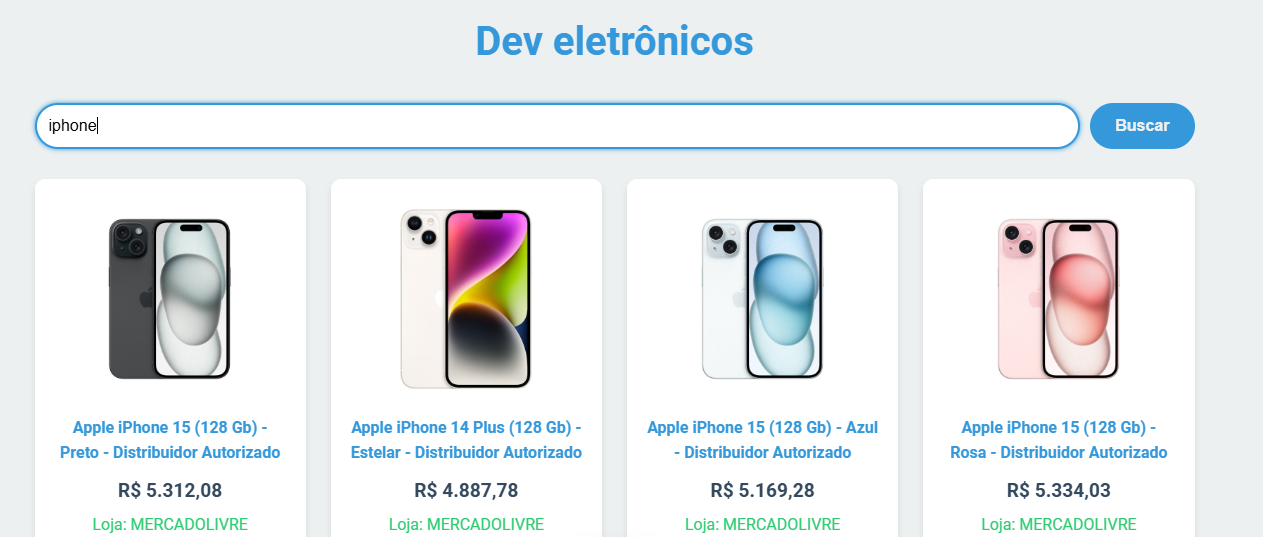 Dev eletrônicos
iphone
Buscar
Apple iPhone 15 (128 Gb) -
Preto - Distribuidor Autorizado
R$ 5.312,08
Loja: MERCADOLIVRE
Apple iPhone 14 Plus (128 Gb) -
Estelar - Distribuidor Autorizado
R$ 4.887,78
Loja: MERCADOLIVRE
Apple iPhone 15 (128 Gb) - Azul
- Distribuidor Autorizado
R$ 5.169,28
Loja: MERCADOLIVRE
Apple iPhone 15 (128 Gb) -
Rosa - Distribuidor Autorizado
R$ 5.334,03
Loja: MERCADOLIVRE